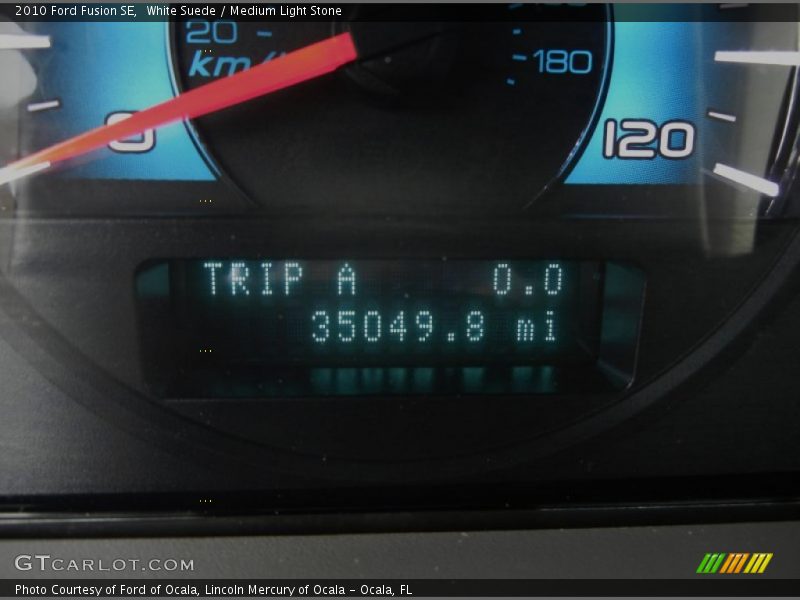 2010 Ford Fusion SE,  White Suede / Medium Light Stone
20
km/
180
0
120
TRIP A 0.0
35049.8 mi
GTCARLOT.COM
Photo Courtesy of Ford of Ocala, Lincoln Mercury of Ocala – Ocala, FL